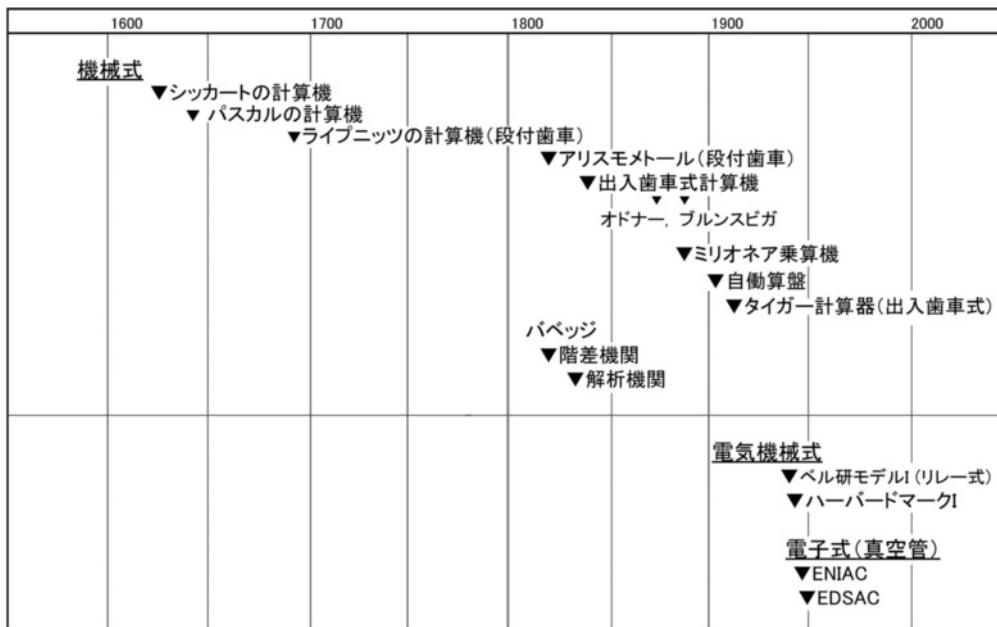 1600 1700 1800 1900 2000
機械式
▼シッカートの計算機
▼ パスカルの計算機
▼ライプニッツの計算機(段付歯車)
▼アリスモメトール(段付歯車)
▼出入歯車式計算機
▼ ▼
オドナー, ブルンスビガ
▼ミリオネア乗算機
▼自働算盤
▼タイガー計算器(出入歯車式)
バベッジ
▼階差機関
▼解析機関
電気機械式
▼ベル研モデルI(リレー式)
▼ハーバードマークI
電子式(真空管)
▼ENIAC
▼EDSAC